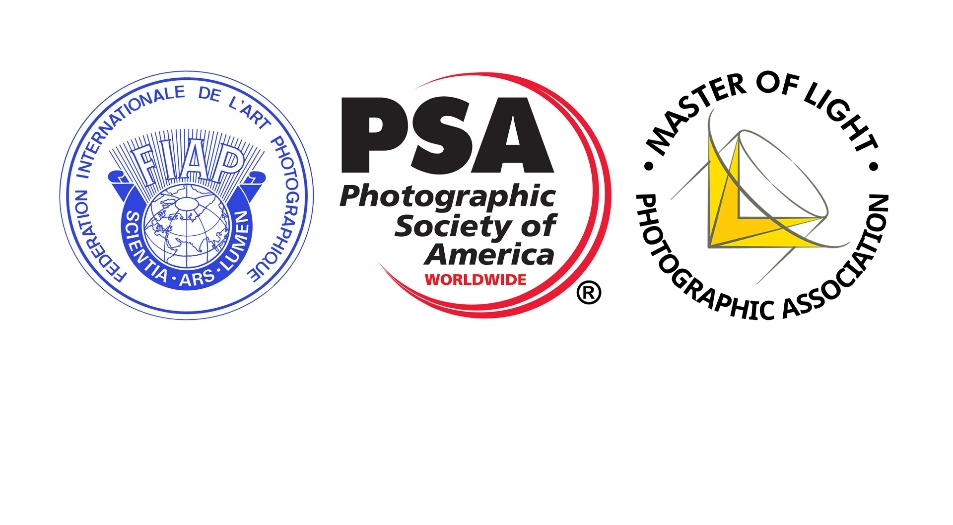 FEDERATION INTERNATIONALE DE L'ART PHOTOGRAPHIQUE
FIAP
SCIENTIA · ARS · LUMEN
PSA
Photographic
Society of
America
WORLDWIDE
®
• MASTER OF LIGHT •
PHOTOGRAPHIC ASSOCIATION